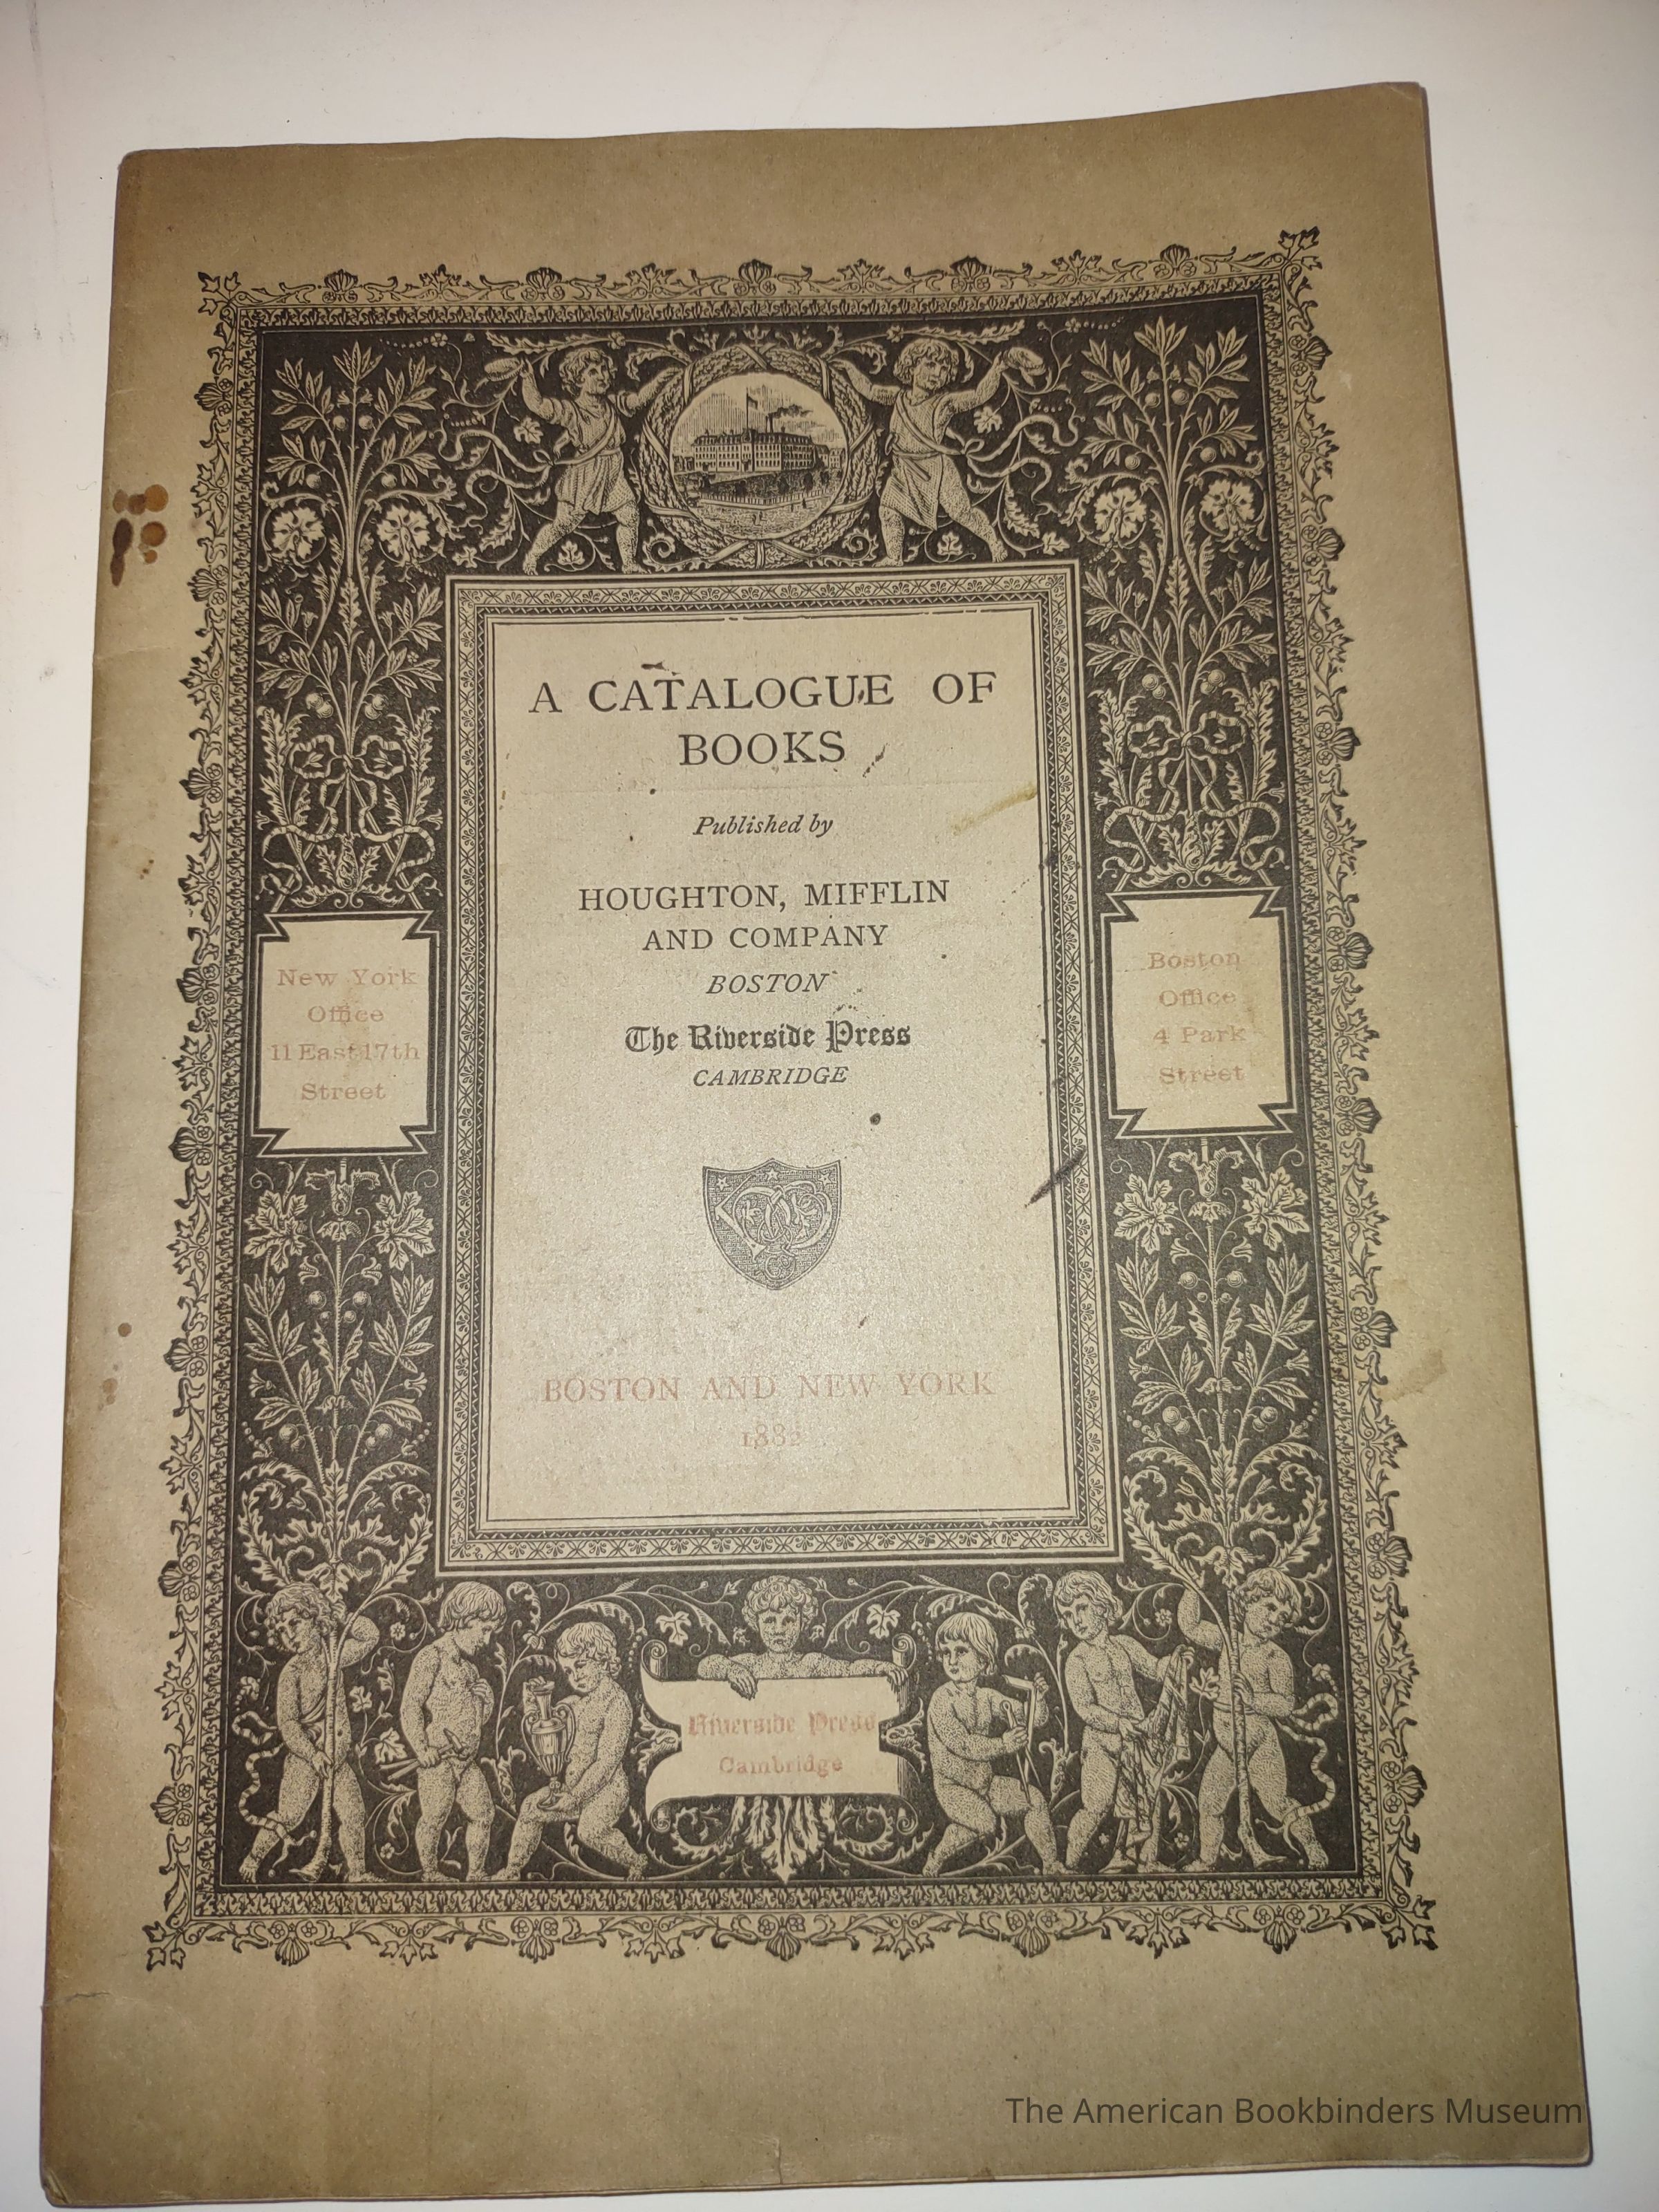 A CATALOGUE OF
BOOKS
Published by
HOUGHTON, MIFFLIN
AND COMPANY
BOSTON
The Riverside Press
CAMBRIDGE
BOSTON AND NEW YORK
1882
New York
Office
11 East 17th
Street
Boston
Office
4 Park
Street
Riverside Press
Cambridge
The American Bookbinders Museum